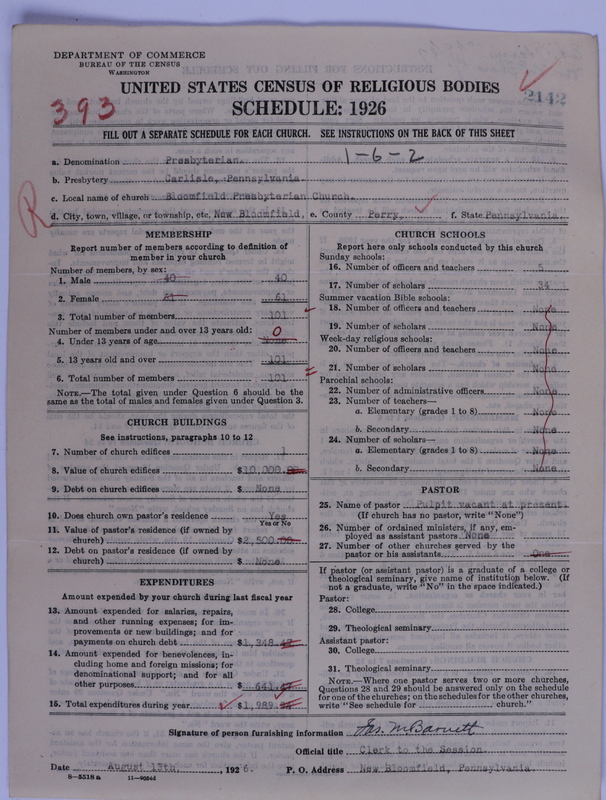 DEPARTMENT OF COMMERCE
BUREAU OF THE CENSUS
WASHINGTON
UNITED STATES CENSUS OF RELIGIOUS BODIES
393
SCHEDULE: 1926
2142
FILL OUT A SEPARATE SCHEDULE FOR EACH CHURCH. SEE INSTRUCTIONS ON THE BACK OF THIS SHEET
a. Denomination Presbyterian. 1-6-2
b. Presbytery Carlisle, Pennsylvania
c. Local name of church Bloomfield Presbyterian Church.
R
d. City, town, village, or township, etc. New Bloomfield, e. County Perry, f. State Pennsylvania.
MEMBERSHIP
Report number of members according to definition of
member in your church
Number of members, by sex:
1. Male 40 40
2. Female 61 61
3. Total number of members 101
Number of members under and over 13 years old:
4. Under 13 years of age 0
5. 13 years old and over 101
6. Total number of members 101
NOTE.—The total given under Question 6 should be
same as the total of males and females given under Question 3.
CHURCH BUILDINGS
See instructions, paragraphs 10 to 12
7. Number of church edifices 1
8. Value of church edifices $10,000.00
9. Debt on church edifices $ None
10. Does church own pastor's residence Yes
Yes or No
11. Value of pastor's residence (if owned by
church) $2,500.00
12. Debt on pastor's residence (if owned by
church) $ None
EXPENDITURES
Amount expended by your church during last fiscal year
13. Amount expended for salaries, repairs,
and other running expenses; for im-
provements or new buildings; and for
payments on church debt $1,348.
14. Amount expended for benevolences, in-
cluding home and foreign missions; for
denominational support; and for all
other purposes $ 641.
15. Total expenditures during year $1,989.
CHURCH SCHOOLS
Report here only schools conducted by this church
Sunday schools:
16. Number of officers and teachers
17. Number of scholars 34
Summer vacation Bible schools:
18. Number of officers and teachers None
19. Number of scholars None
Week-day religious schools:
20. Number of officers and teachers None
21. Number of scholars None
Parochial schools:
22. Number of administrative officers None
23. Number of teachers—
a. Elementary (grades 1 to 8) None
b. Secondary None
24. Number of scholars—
a. Elementary (grades 1 to 8) None
b. Secondary None
PASTOR
25. Name of pastor Pulpit vacant at present.
(If church has no pastor, write "None")
26. Number of ordained ministers, if any, em-
ployed as assistant pastors None
27. Number of other churches served by the
pastor or his assistants One
If pastor (or assistant pastor) is a graduate of a college or
theological seminary, give name of institution below. (If
not a graduate, write "No" in the space indicated.)
Pastor:
28. College
29. Theological seminary
Assistant pastor:
30. College
31. Theological seminary
NOTE.—Where one pastor serves two or more churches,
Questions 28 and 29 should be answered only on the schedule
for one of the churches; on the schedules for the other churches,
write "See schedule for church."
Signature of person furnishing information Jas. M Barnett
Official title Clerk to the Session.
Date August 13th, 1926. P. O. Address New Bloomfield, Pennsylvania
8-5518a 11-9056d